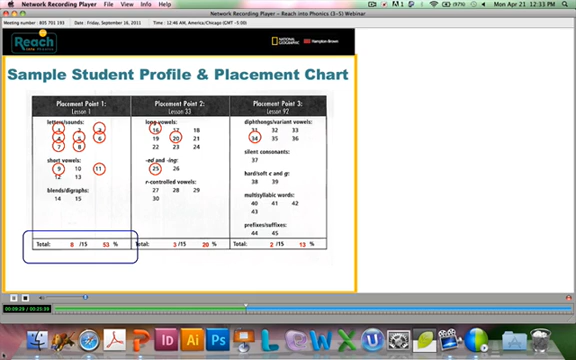 Network Recording Player File View Info Help
Mon Apr 21 12:33 PM
Network Recording Player - Reach into Phonics (3-5) Webinar
Meeting number: 805 701 193
Date: Friday, September 16, 2011
Time: 12:46 AM, America/Chicago (GMT -5:00)
Reach
into Phonics
NATIONAL GEOGRAPHIC
Hampton-Brown
Sample Student Profile & Placement Chart
Placement Point 1:
Lesson 1
letters/sounds:
1 2 3
4 5 6
7 8
short vowels:
9 10 11
12 13
blends/digraphs:
14 15
Total: 8 /15 53 %
Placement Point 2:
Lesson 33
long vowels:
16 17 18
19 20 21
22 23 24
-ed and -ing:
25 26
r-controlled vowels:
27 28 29
30
Total: 3 /15 20 %
Placement Point 3:
Lesson 92
diphthongs/variant vowels:
31 32 33
34 35 36
silent consonants:
37
hard/soft c and g:
38 39
multisyllabic words:
40 41 42
43
prefixes/suffixes:
44 45
Total: 2 /15 13 %